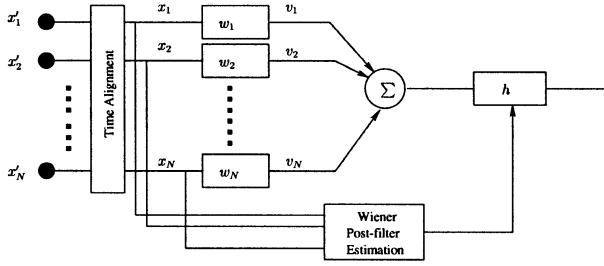 x′₁ x₁ w₁ v₁
x′₂ x₂ w₂ v₂
Time Alignment
Σ
h
x′N xN wN vN
Wiener
Post-filter
Estimation